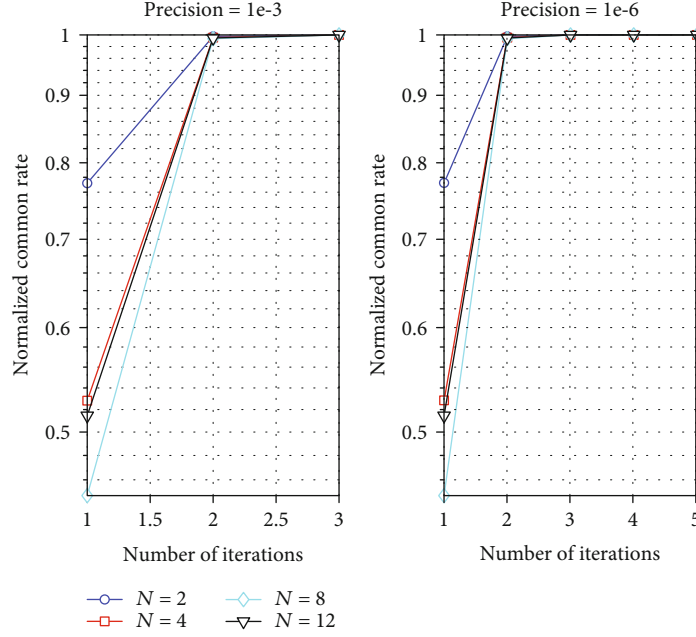 Precision = 1e-3
Normalized common rate
1
0.9
0.8
0.7
0.6
0.5
1 1.5 2 2.5 3
Number of iterations
Precision = 1e-6
Normalized common rate
1
0.9
0.8
0.7
0.6
0.5
1 2 3 4 5
Number of iterations
N = 2
N = 4
N = 8
N = 12